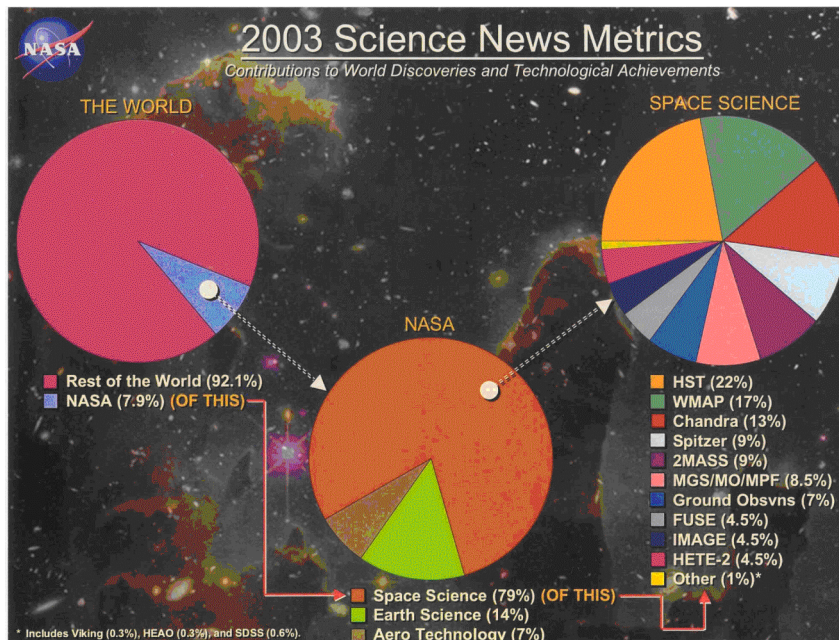 NASA
2003 Science News Metrics
Contributions to World Discoveries and Technological Achievements
THE WORLD
Rest of the World (92.1%)
NASA (7.9%) (OF THIS)
NASA
Space Science (79%) (OF THIS)
Earth Science (14%)
Aero Technology (7%)
SPACE SCIENCE
HST (22%)
WMAP (17%)
Chandra (13%)
Spitzer (9%)
2MASS (9%)
MGS/MO/MPF (8.5%)
Ground Obsvns (7%)
FUSE (4.5%)
IMAGE (4.5%)
HETE-2 (4.5%)
Other (1%)*
* Includes Viking (0.3%), HEAO (0.3%), and SDSS (0.6%).